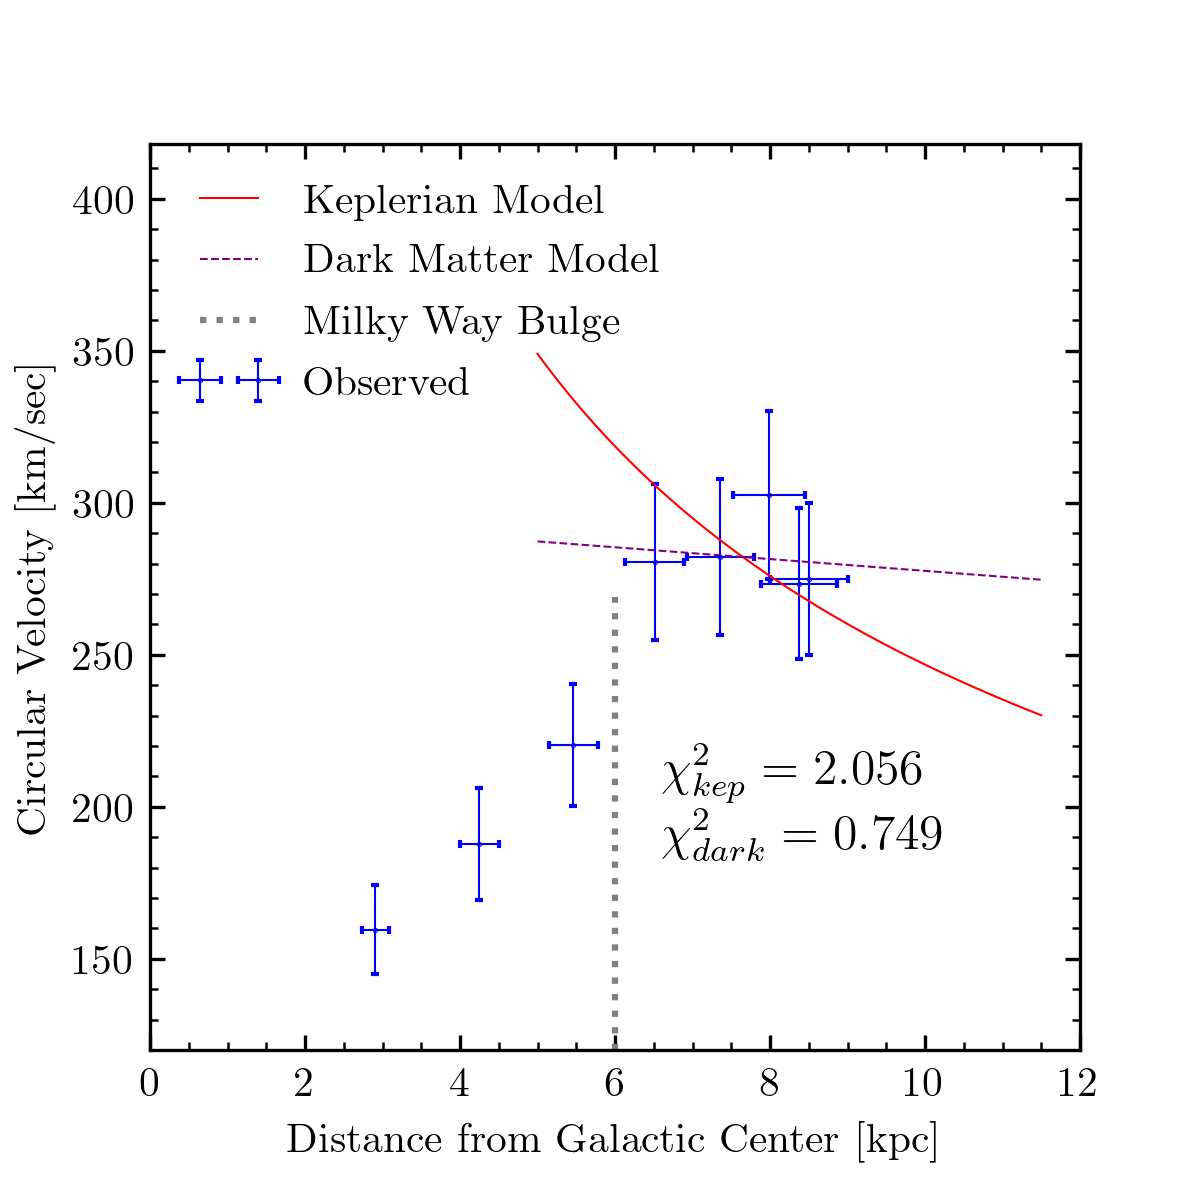 Keplerian Model
Dark Matter Model
Milky Way Bulge
Observed
400
350
300
250
200
150
Circular Velocity [km/sec]
χ²_kep = 2.056
χ²_dark = 0.749
0 2 4 6 8 10 12
Distance from Galactic Center [kpc]